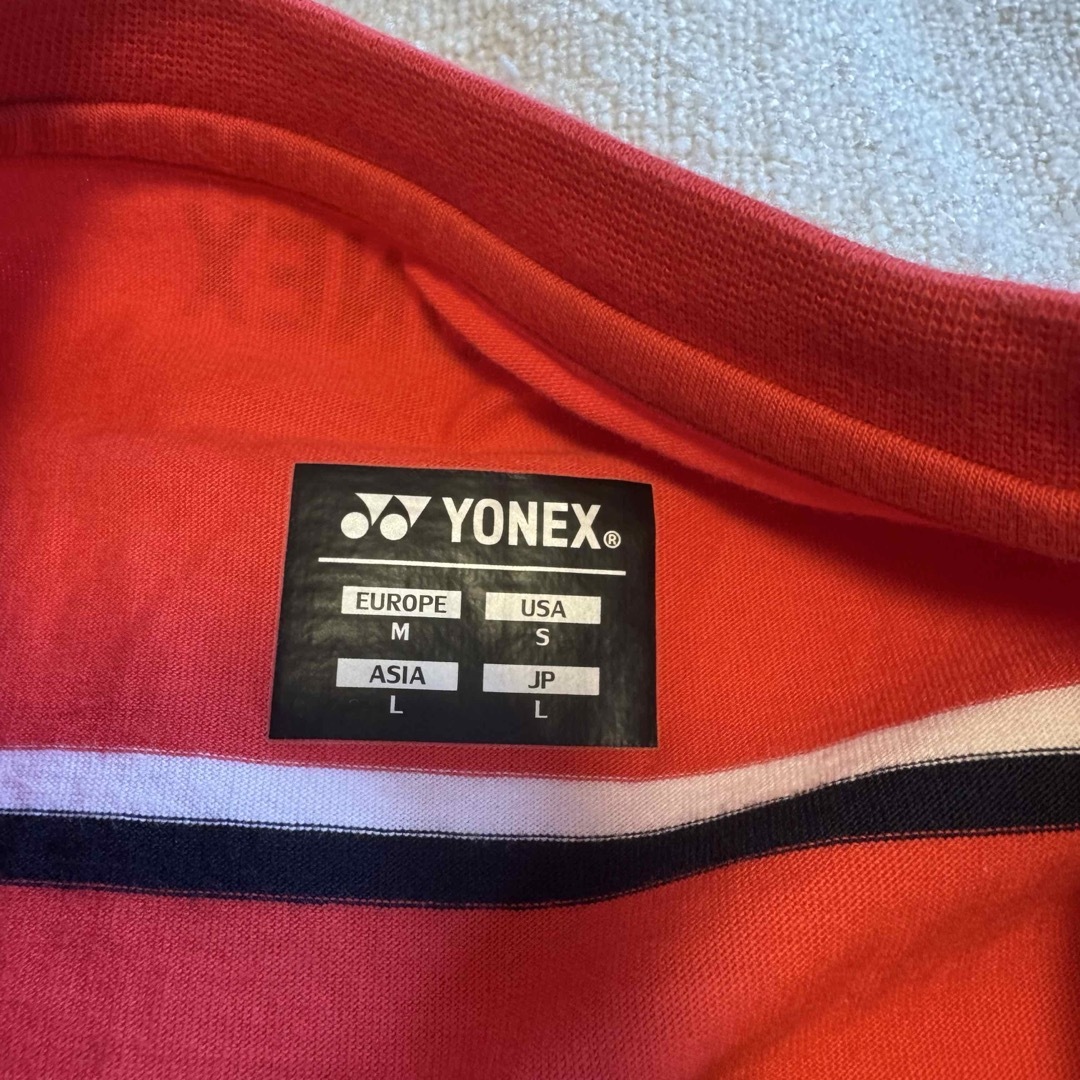 YONEX®
EUROPE USA
M S
ASIA JP
L L